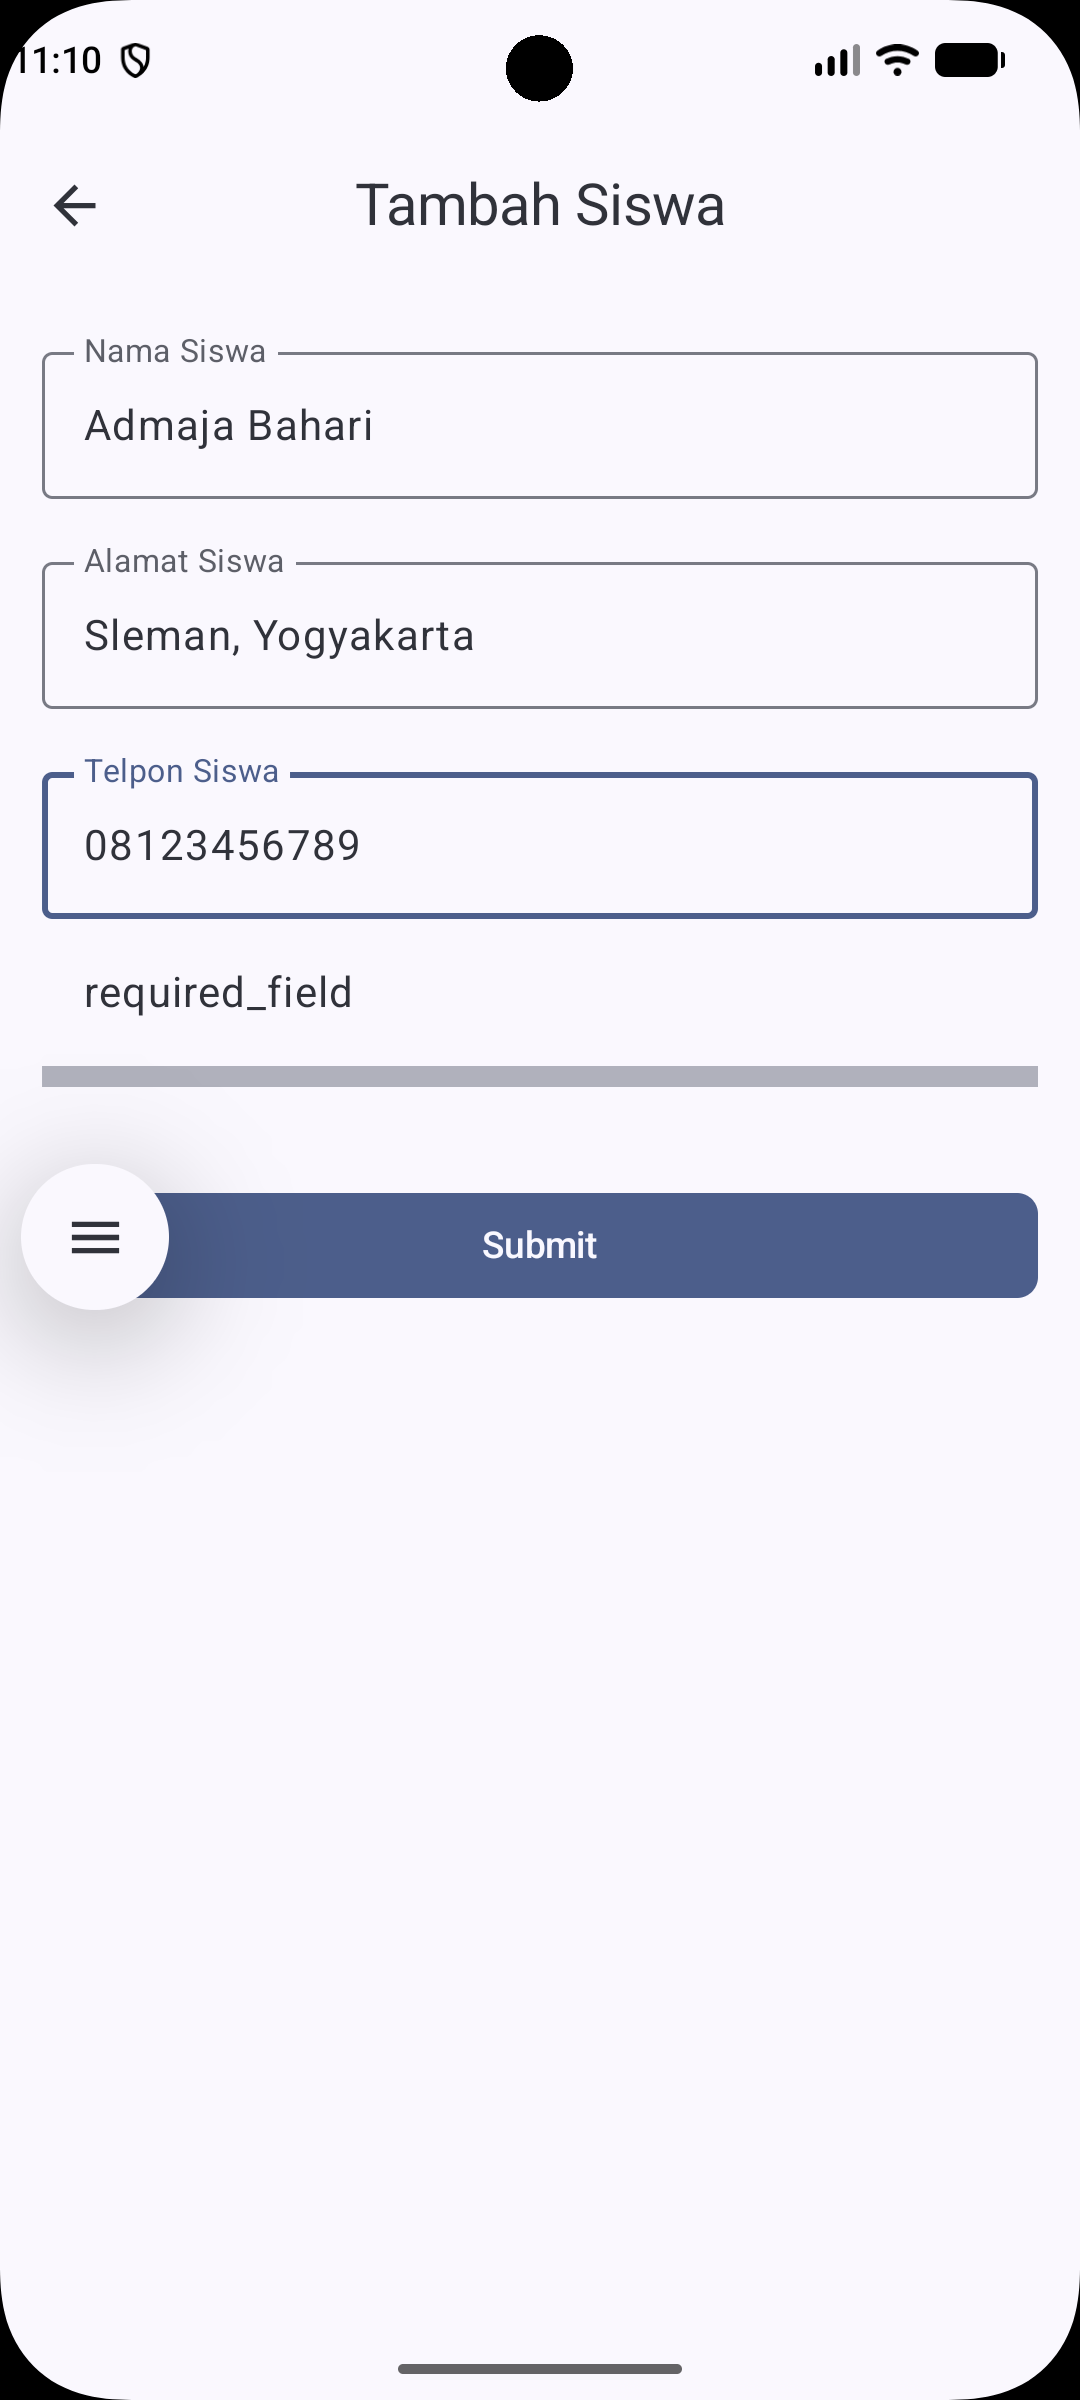 11:10
Tambah Siswa
Nama Siswa
Admaja Bahari
Alamat Siswa
Sleman, Yogyakarta
Telpon Siswa
08123456789
required_field
Submit